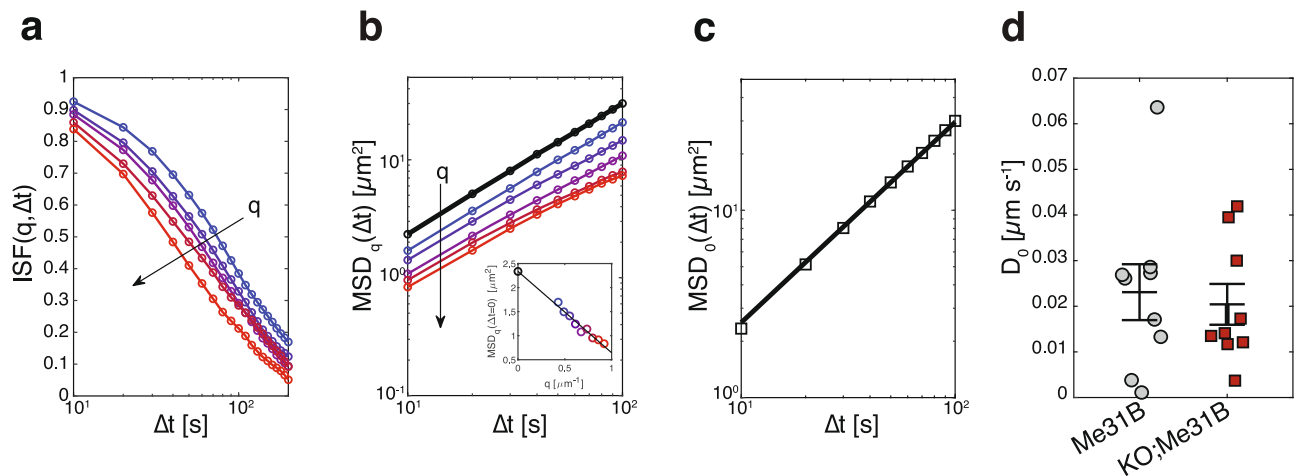 a
b
c
d
ISF(q,Δt)
1
0.9
0.8
0.7
0.6
0.5
0.4
0.3
0.2
0.1
0
q
10¹
10²
Δt [s]
MSD_q(Δt) [µm²]
10¹
10⁰
10⁻¹
q
10¹
10²
Δt [s]
MSD_q(Δt=0) [µm²]
2,5
2
1.5
1
0,5
0
0.5
1
q [µm⁻¹]
MSD₀(Δt) [µm²]
10¹
10⁰
10¹
10²
Δt [s]
D₀ [µm s⁻¹]
0.07
0.06
0.05
0.04
0.03
0.02
0.01
0
Me31B
KO;Me31B